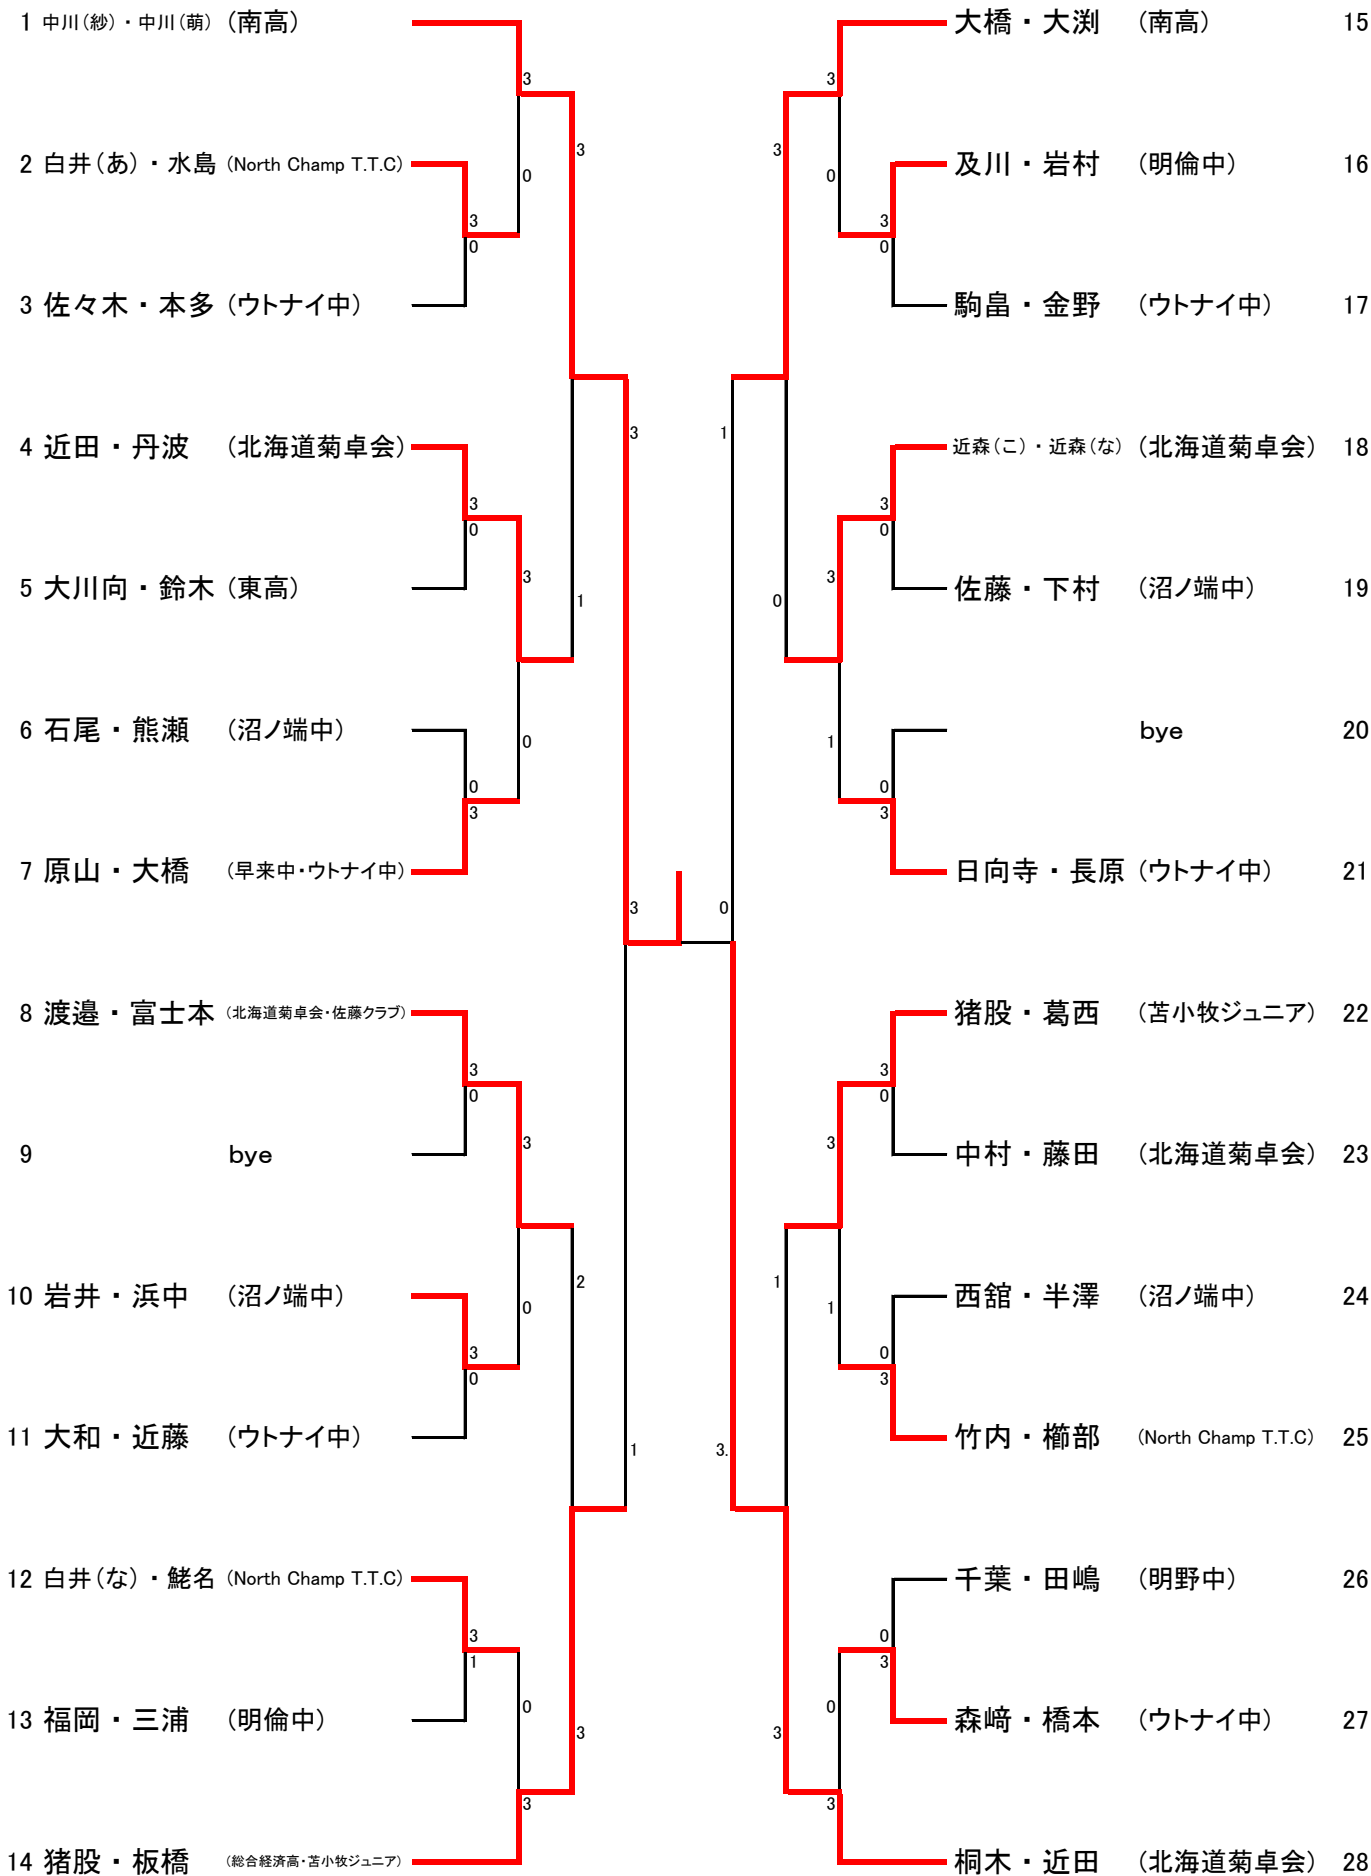 1 中川(紗)・中川(萌) (南高)
3
0
2 白井(あ)・水島 (North Champ T.T.C)
3
0
3 佐々木・本多 (ウトナイ中)
3
4 近田・丹波 (北海道菊卓会)
3
0
5 大川向・鈴木 (東高)
3
1
6 石尾・熊瀬 (沼ノ端中)
0
0
3
7 原山・大橋 (早来中・ウトナイ中)
3
3
8 渡邉・富士本 (北海道菊卓会・佐藤クラブ)
3
0
9 bye
3
10 岩井・浜中 (沼ノ端中)
2
0
3
0
11 大和・近藤 (ウトナイ中)
1
12 白井(な)・鮱名 (North Champ T.T.C)
3
1
13 福岡・三浦 (明倫中)
0
3
3
14 猪股・板橋 (総合経済高・苫小牧ジュニア)
大橋・大渕 (南高) 15
3
3
及川・岩村 (明倫中) 16
0
3
0
駒畠・金野 (ウトナイ中) 17
1
近森(こ)・近森(な) (北海道菊卓会) 18
3
0
佐藤・下村 (沼ノ端中) 19
3
0
bye 20
1
0
3
日向寺・長原 (ウトナイ中) 21
0
猪股・葛西 (苫小牧ジュニア) 22
3
0
中村・藤田 (北海道菊卓会) 23
3
西舘・半澤 (沼ノ端中) 24
1
1
0
3
竹内・櫛部 (North Champ T.T.C) 25
3.
千葉・田嶋 (明野中) 26
0
3
森﨑・橋本 (ウトナイ中) 27
0
3
3
桐木・近田 (北海道菊卓会) 28